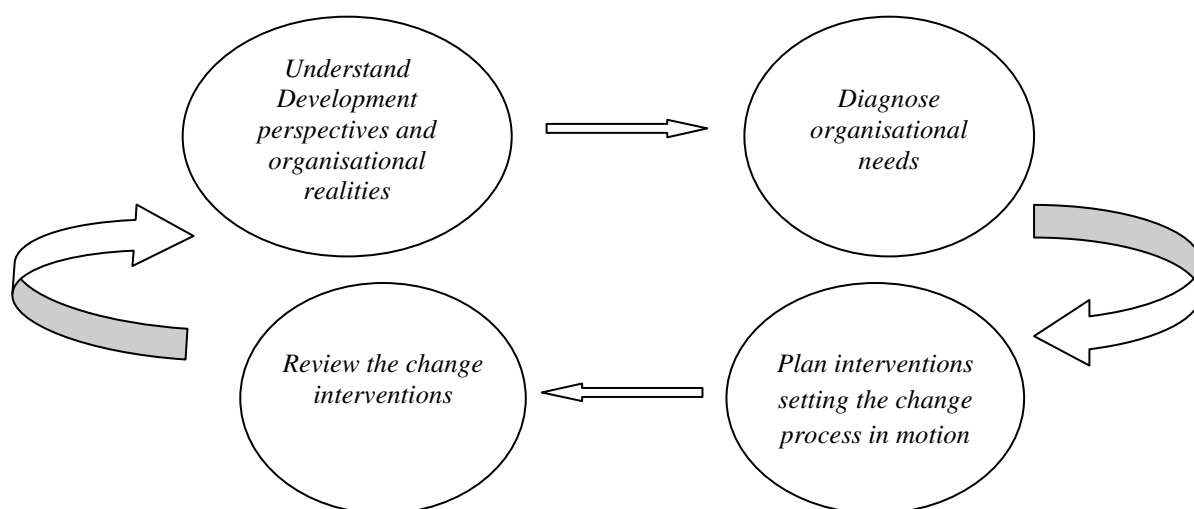 Understand
Development
perspectives and
organisational
realities
Diagnose
organisational
needs
Plan interventions
setting the change
process in motion
Review the change
interventions